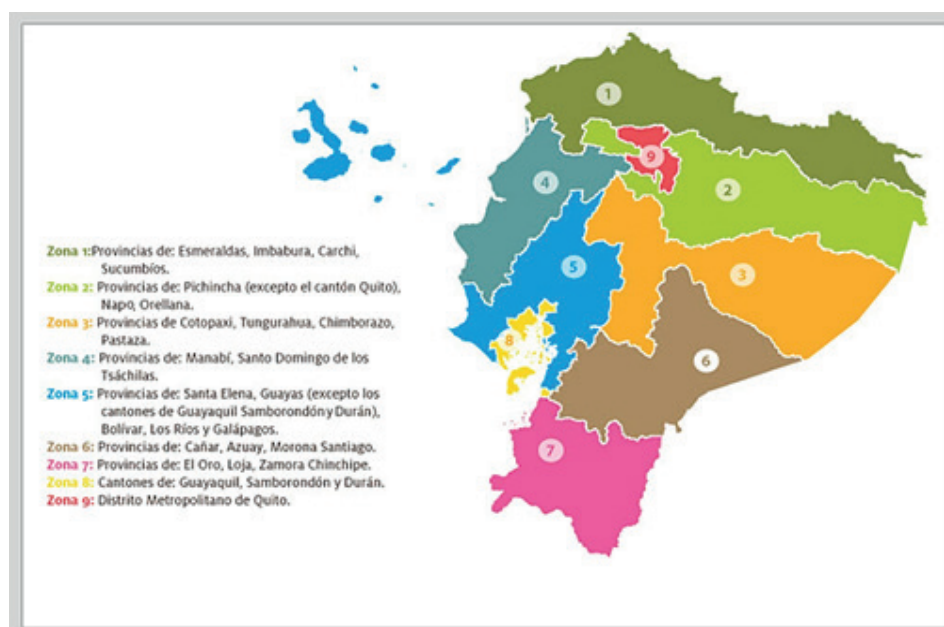 1
9
2
4
3
5
8
6
7
Zona 1:Provincias de: Esmeraldas, Imbabura, Carchi,
Sucumbíos.
Zona 2: Provincias de: Pichincha (excepto el cantón Quito),
Napo, Orellana.
Zona 3: Provincias de Cotopaxi, Tungurahua, Chimborazo,
Pastaza.
Zona 4: Provincias de: Manabí, Santo Domingo de los
Tsáchilas.
Zona 5: Provincias de: Santa Elena, Guayas (excepto los
cantones de Guayaquil Samborondón y Durán),
Bolívar, Los Ríos y Galápagos.
Zona 6: Provincias de: Cañar, Azuay, Morona Santiago.
Zona 7: Provincias de: El Oro, Loja, Zamora Chinchipe.
Zona 8: Cantones de: Guayaquil, Samborondón y Durán.
Zona 9: Distrito Metropolitano de Quito.